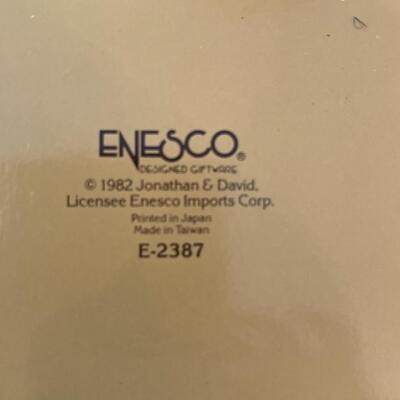 ENESCO®
DESIGNED GIFTWARE
© 1982 Jonathan & David,
Licensee Enesco Imports Corp.
Printed in Japan
Made in Taiwan
E-2387